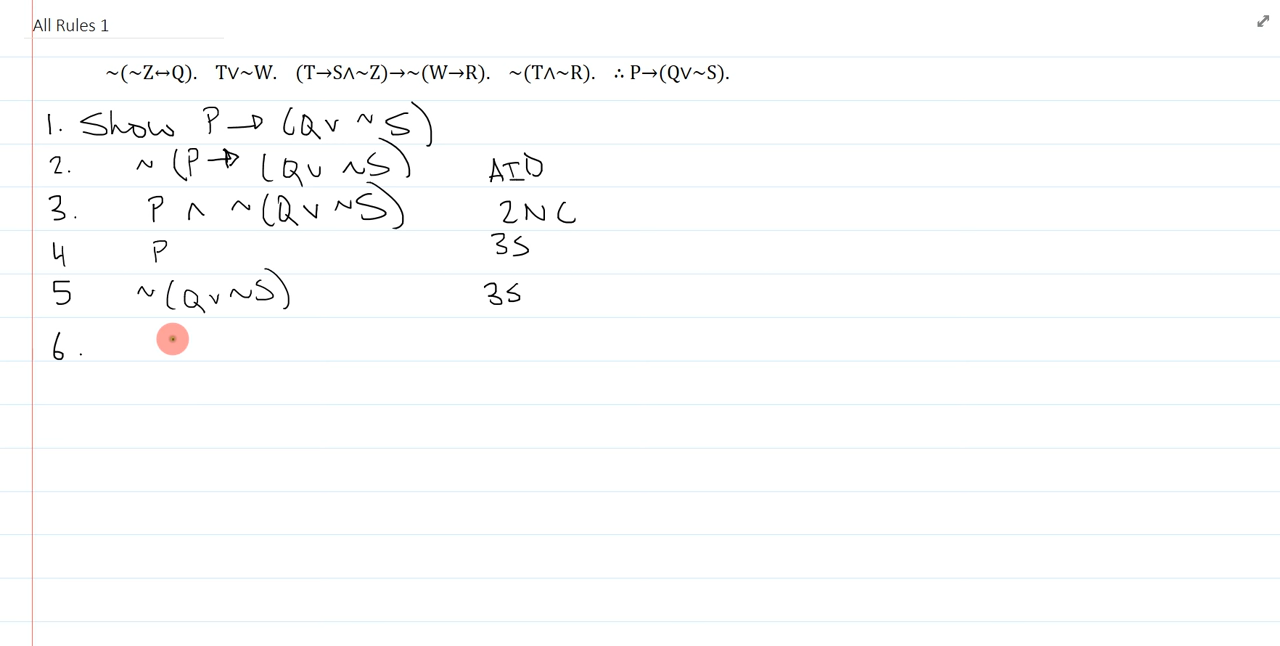 All Rules 1
~(~Z↔Q).   T∨~W.   (T→S∧~Z)→~(W→R).   ~(T∧~R).   ∴ P→(Q∨~S).
1. Show P→(Q∨~S)
2. ~(P→(Q∨~S) AID
3. P∧~(Q∨~S) 2NC
4 P 3S
5 ~(Q∨~S) 3S
6.